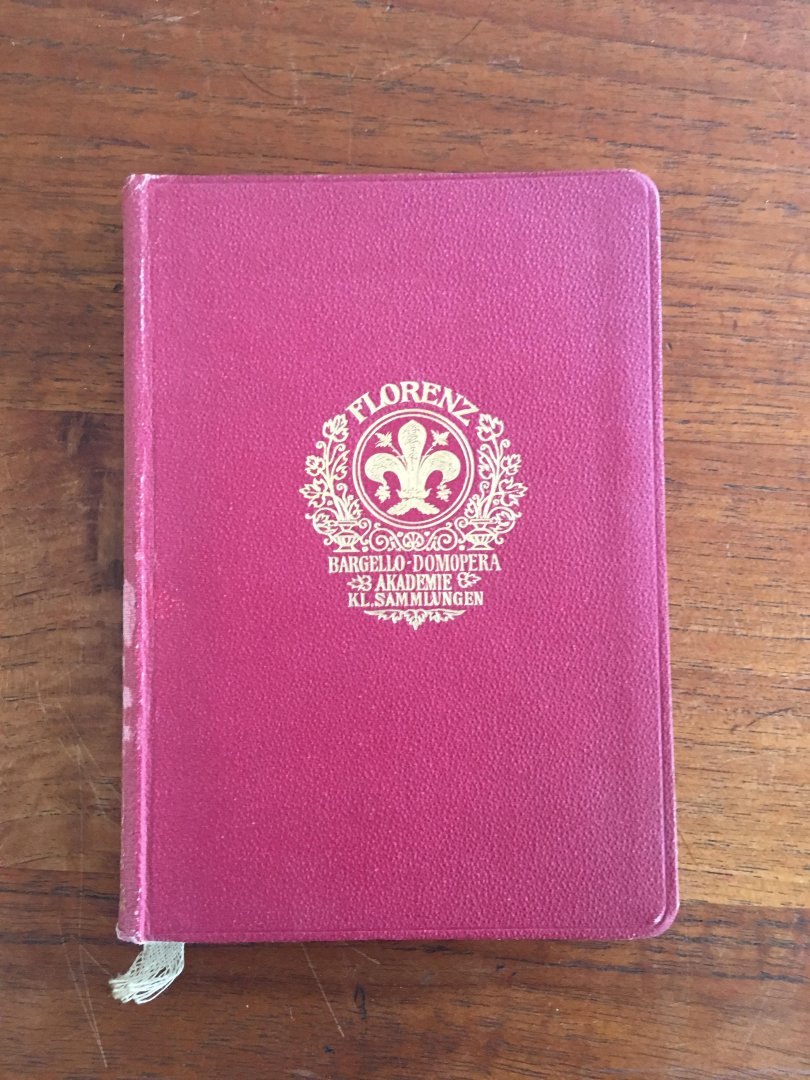 FLORENZ
BARGELLO-DOMOPERA
AKADEMIE
KL. SAMMLUNGEN